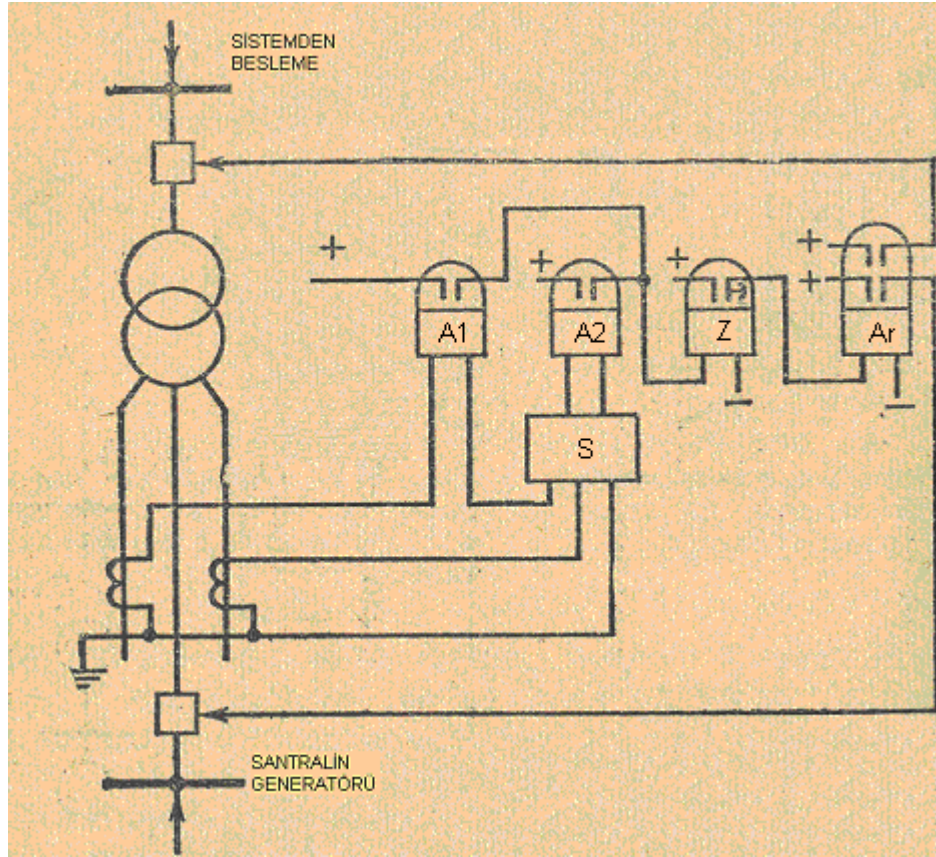 SİSTEMDEN
BESLEME
+
+
+
+
+
A1
A2
Z
Ar
S
SANTRALİN
GENERATÖRÜ